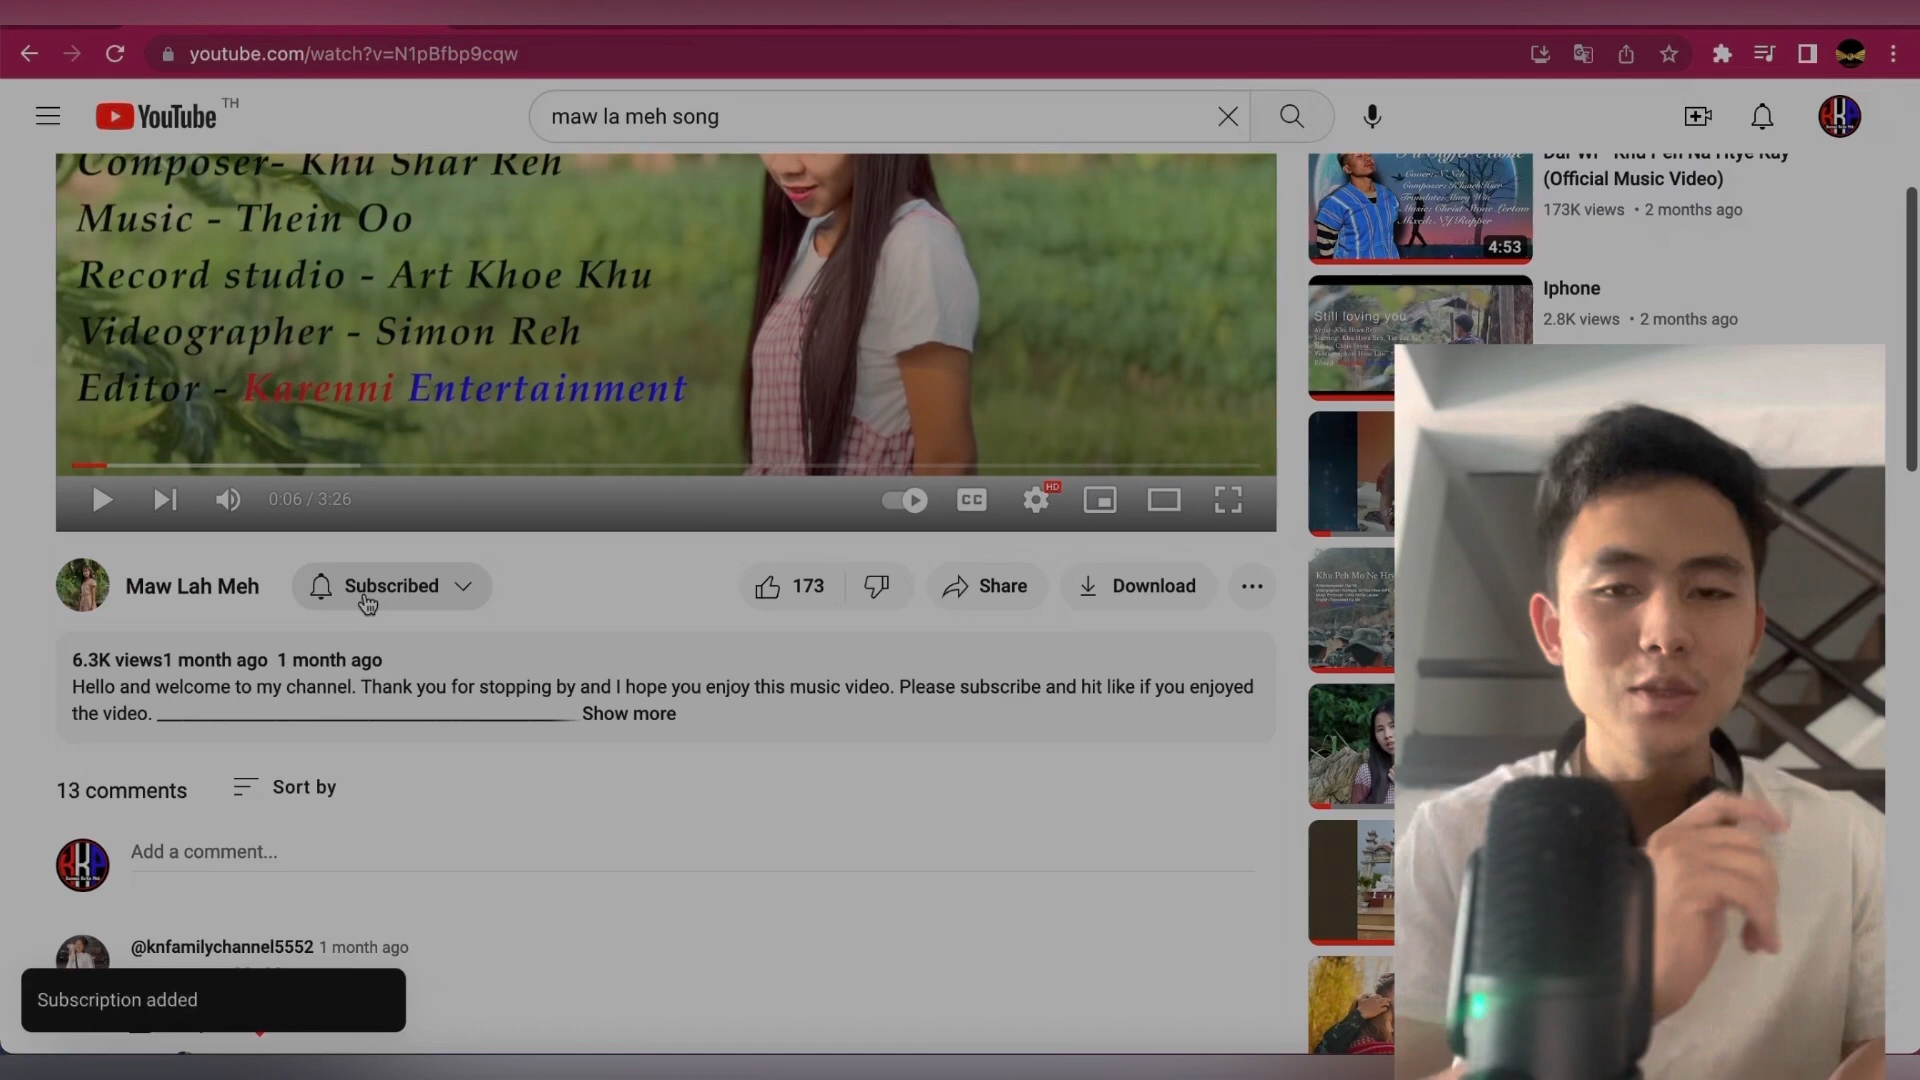 youtube.com/watch?v=N1pBfbp9cqw
YouTube TH
maw la meh song
Composer- Khu Shar Reh
Music - Thein Oo
Record studio - Art Khoe Khu
Videographer - Simon Reh
Editor - Karenni Entertainment
0:06 / 3:26
CC
HD
Maw Lah Meh
Subscribed
173
Share
Download
6.3K views1 month ago 1 month ago
Hello and welcome to my channel. Thank you for stopping by and I hope you enjoy this music video. Please subscribe and hit like if you enjoyed
the video. Show more
13 comments
Sort by
Add a comment...
@knfamilychannel5552 1 month ago
Subscription added
(Official Music Video)
173K views • 2 months ago
4:53
Iphone
2.8K views • 2 months ago
Still loving you